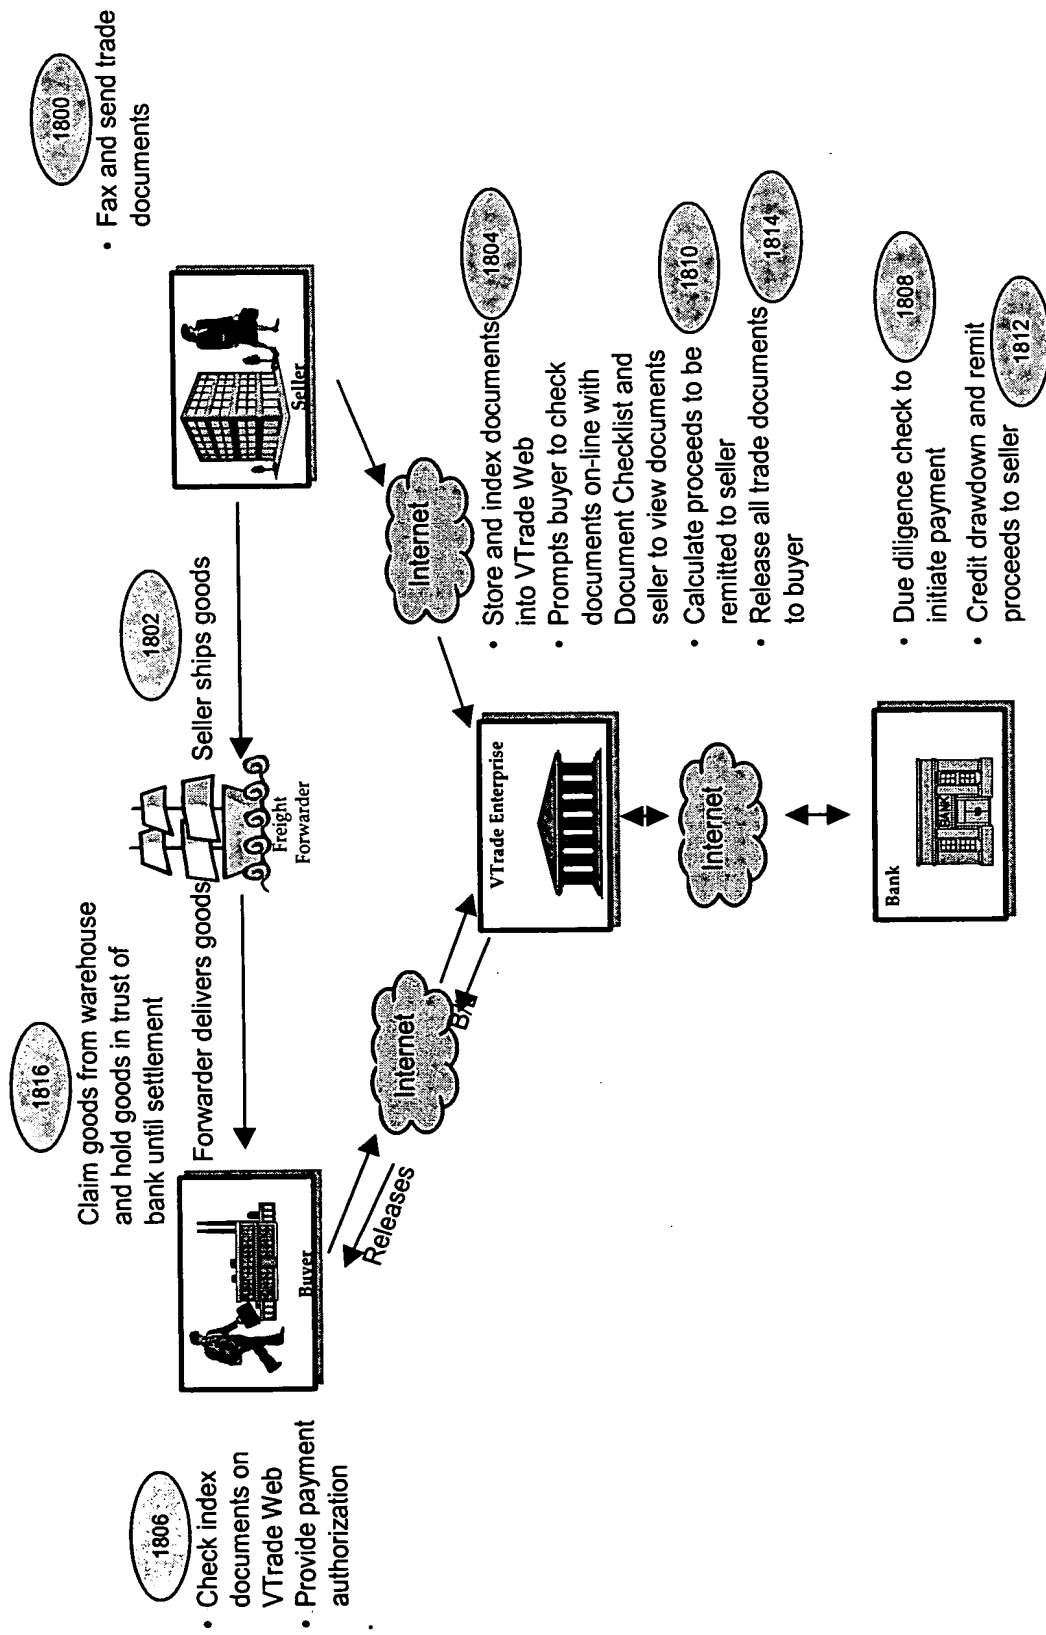 1816
Claim goods from warehouse
and hold goods in trust of
bank until settlement
1802
1800
• Fax and send trade
documents
1806
• Check index
documents on
VTrade Web
• Provide payment
authorization
Forwarder delivers goods
Seller ships goods
Buyer
Freight
Forwarder
Seller
Releases
Internet
B/L
Internet
VTrade Enterprise
1804
• Store and index documents
into VTrade Web
• Prompts buyer to check
documents on-line with
Document Checklist and
seller to view documents
1810
• Calculate proceeds to be
remitted to seller
1814
• Release all trade documents
to buyer
Internet
Bank
BANK
1808
• Due diligence check to
initiate payment
1812
• Credit drawdown and remit
proceeds to seller